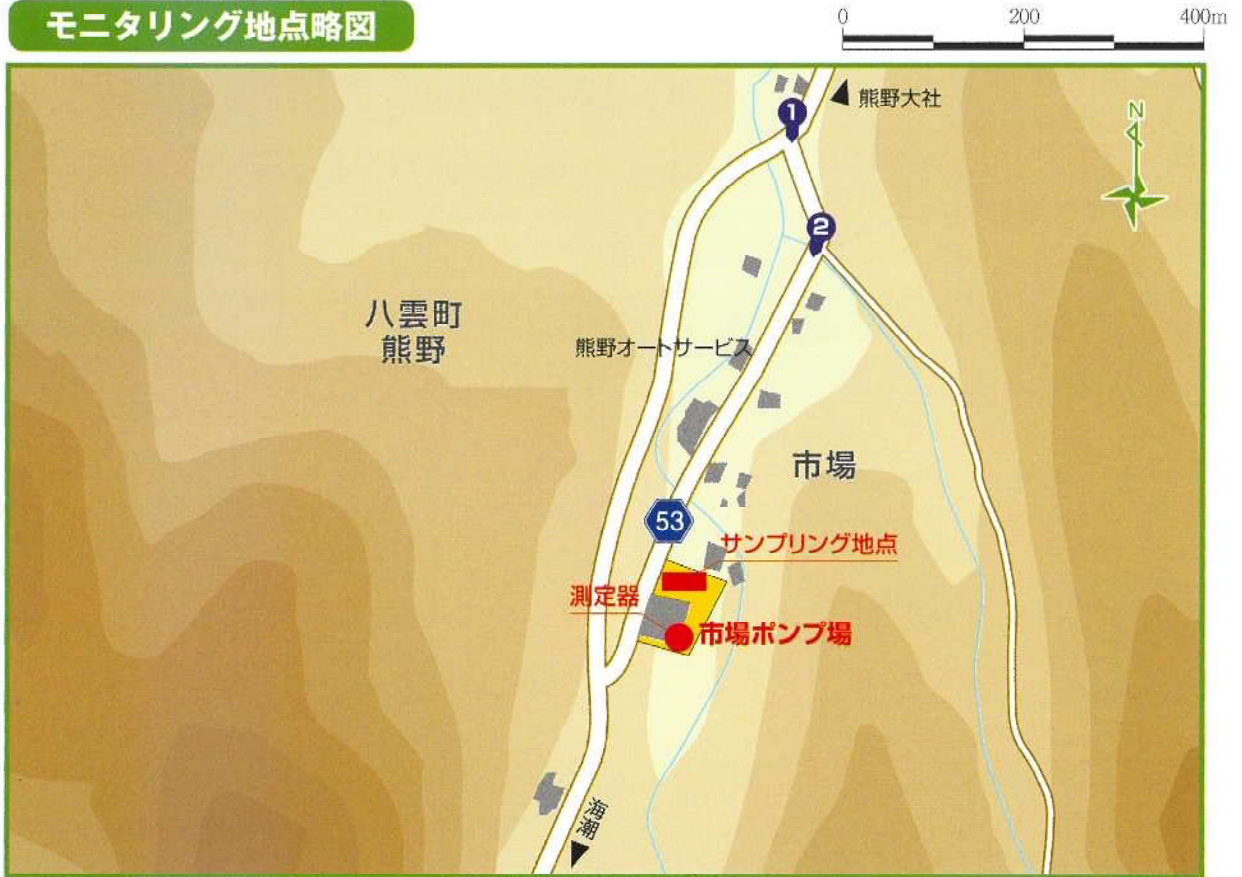 モニタリング地点略図
0 200 400m
熊野大社
N
1
2
八雲町
熊野
熊野オートサービス
市場
53
サンプリング地点
測定器
市場ポンプ場
海潮